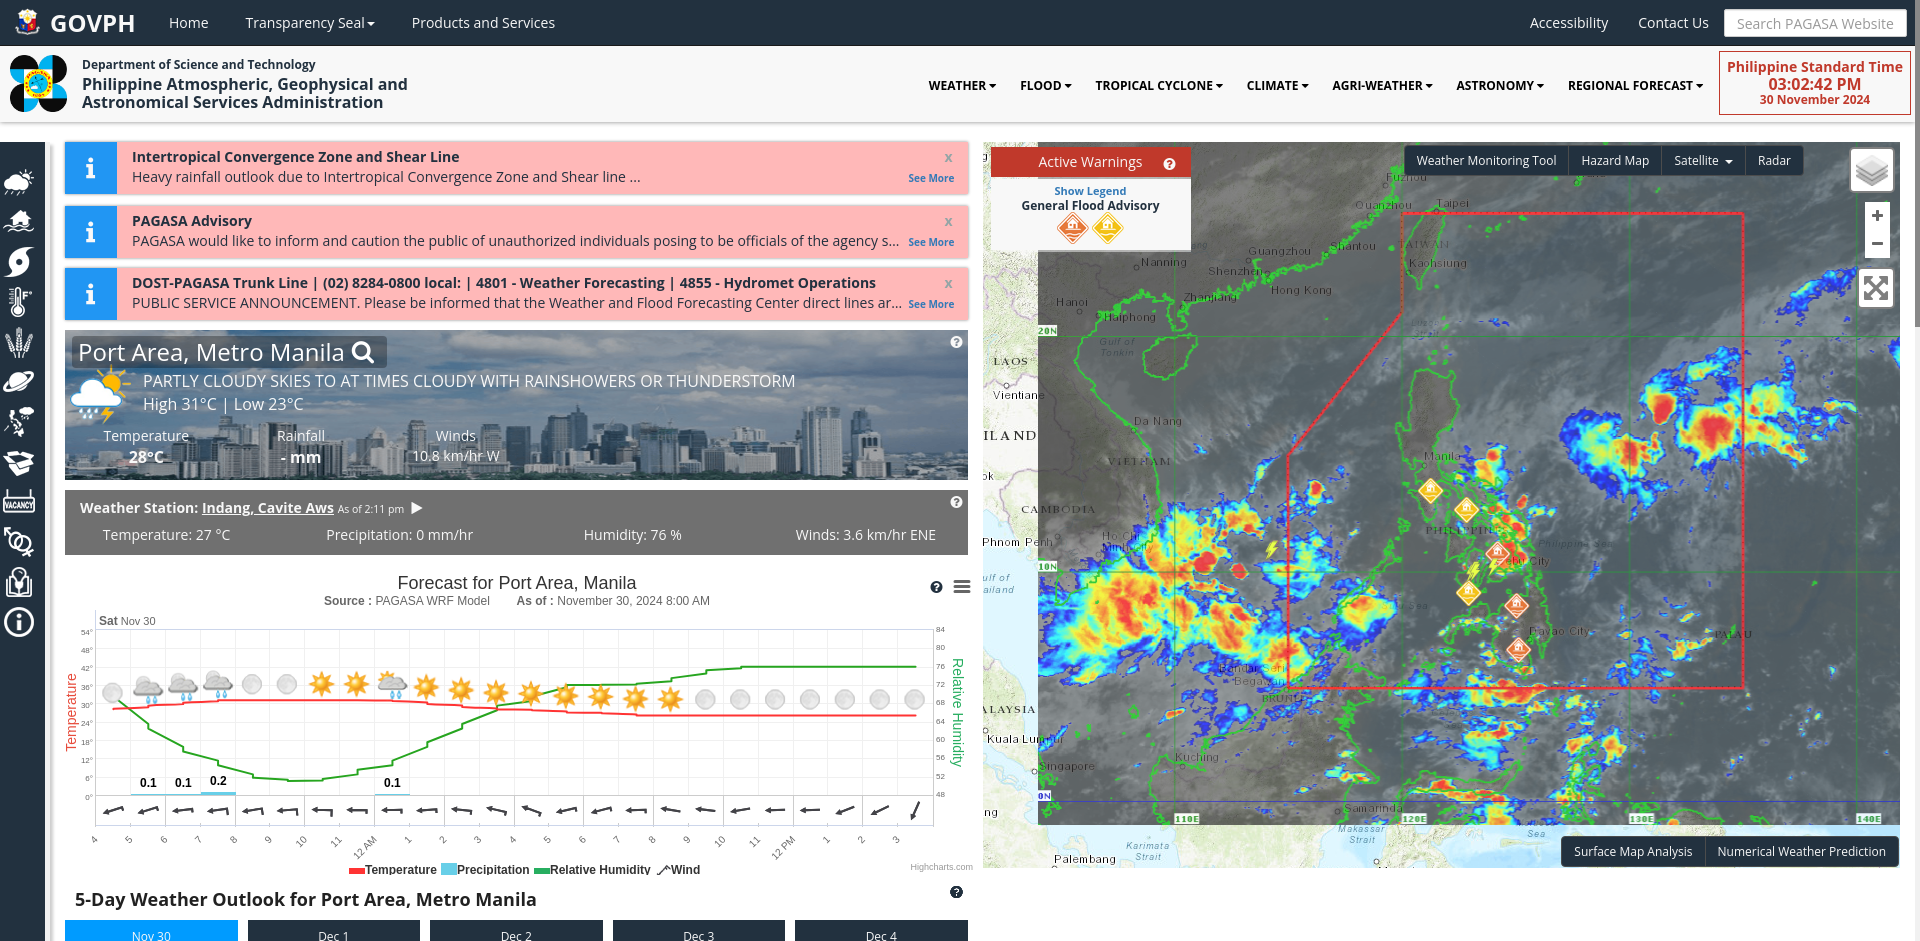 GOVPH
Home
Transparency Seal
Products and Services
Accessibility
Contact Us
Search PAGASA Website
Department of Science and Technology
Philippine Atmospheric, Geophysical and
Astronomical Services Administration
WEATHER
FLOOD
TROPICAL CYCLONE
CLIMATE
AGRI-WEATHER
ASTRONOMY
REGIONAL FORECAST
Philippine Standard Time
03:02:42 PM
30 November 2024
Intertropical Convergence Zone and Shear Line
x
Heavy rainfall outlook due to Intertropical Convergence Zone and Shear line ...
See More
PAGASA Advisory
x
PAGASA would like to inform and caution the public of unauthorized individuals posing to be officials of the agency s...
See More
DOST-PAGASA Trunk Line | (02) 8284-0800 local: | 4801 - Weather Forecasting | 4855 - Hydromet Operations
x
PUBLIC SERVICE ANNOUNCEMENT. Please be informed that the Weather and Flood Forecasting Center direct lines ar...
See More
VACANCY
Port Area, Metro Manila
PARTLY CLOUDY SKIES TO AT TIMES CLOUDY WITH RAINSHOWERS OR THUNDERSTORM
High 31°C | Low 23°C
Temperature
Rainfall
Winds
28°C
- mm
10.8 km/hr W
Weather Station: Indang, Cavite Aws As of 2:11 pm
Temperature: 27 °C
Precipitation: 0 mm/hr
Humidity: 76 %
Winds: 3.6 km/hr ENE
Forecast for Port Area, Manila
Source : PAGASA WRF Model
As of : November 30, 2024 8:00 AM
Sat Nov 30
Temperature
54°
48°
42°
36°
30°
24°
18°
12°
6°
0°
84
80
76
72
68
64
60
56
52
48
Relative Humidity
0.1
0.1
0.2
0.1
4 5 6 7 8 9 10 11 12 AM 1 2 3 4 5 6 7 8 9 10 11 12 PM 1 2 3
Temperature
Precipitation
Relative Humidity
Wind
Highcharts.com
5-Day Weather Outlook for Port Area, Metro Manila
Nov 30
Dec 1
Dec 2
Dec 3
Dec 4
Active Warnings
Show Legend
General Flood Advisory
Weather Monitoring Tool
Hazard Map
Satellite
Radar
+
−
Fuzhou
Quanzhou
Taipei
Shantou
TAIWAN
Guangzhou
Nanning
Shenzhen
Kaohsiung
Hong Kong
Zhanjiang
Hanoi
Haiphong
20N
Gulf of
Tonkin
LAOS
Vientiane
Da Nang
ILAND
VIETNAM
Manila
ok
CAMBODIA
PHILIPPIN
Phnom Penh
Ho Chi
Philippine Sea
ebu City
10N
ulf of
ailand
Davao City
PALAU
Bandar Seri
Begawan
BRUNEI
ALAYSIA
Kuala Lumpur
Kuching
Singapore
0N
ng
Samarinda
110E
120E
130E
140E
Makassar
Strait
Karimata
Strait
Sea
Palembang
Surface Map Analysis
Numerical Weather Prediction